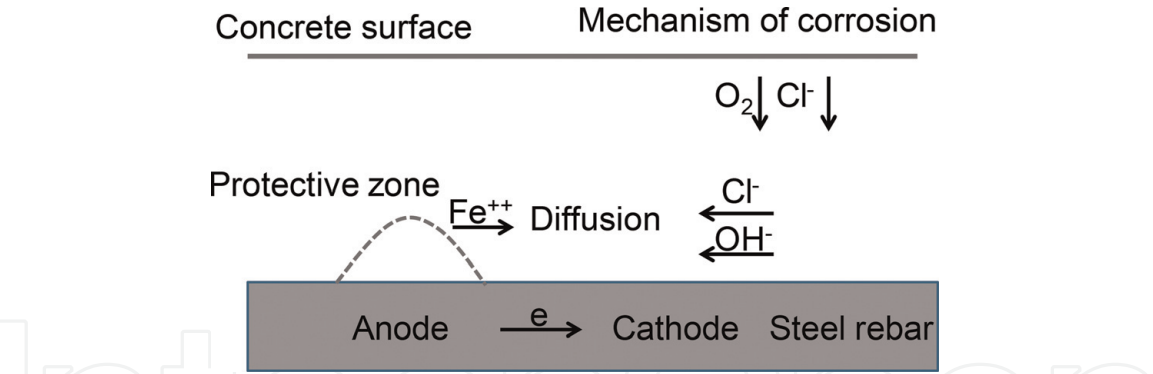 Concrete surface
Mechanism of corrosion
O₂ Cl⁻
Protective zone
Cl⁻
Fe⁺⁺ Diffusion
OH⁻
Anode e Cathode Steel rebar